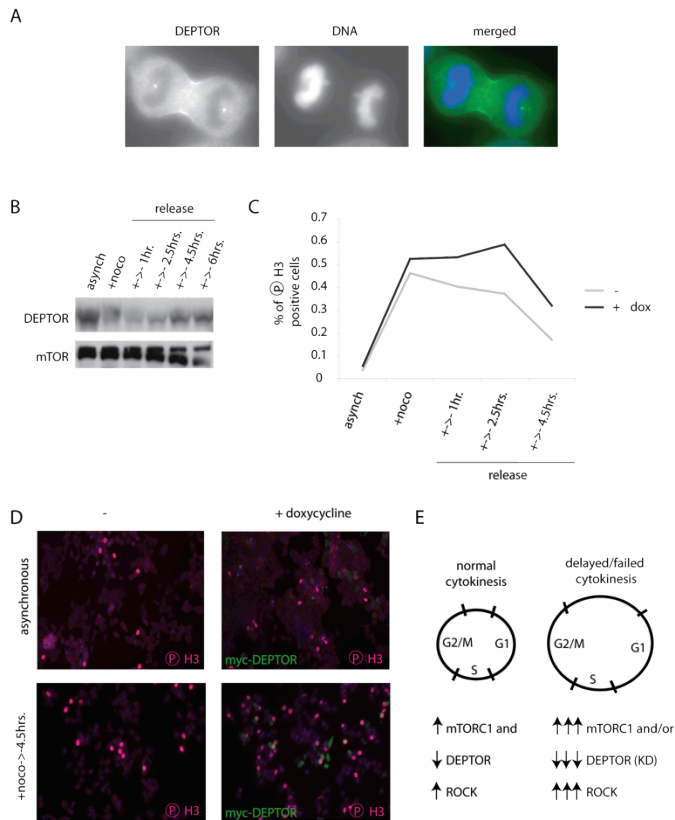 A
DEPTOR DNA merged
B
release
asynch +noco +->- 1hr. +->- 2.5hrs. +->- 4.5hrs. +->- 6hrs.
DEPTOR
mTOR
C
% of Ⓟ H3
positive cells
0.7
0.6
0.5
0.4
0.3
0.2
0.1
0
asynch +noco +->- 1hr. +->- 2.5hrs. +->- 4.5hrs.
release
-
+ dox
D
- + doxycycline
asynchronous
Ⓟ H3
myc-DEPTOR Ⓟ H3
+noco->-4.5hrs.
Ⓟ H3
myc-DEPTOR Ⓟ H3
E
normal
cytokinesis
delayed/failed
cytokinesis
G2/M G1
S
G2/M G1
S
↑ mTORC1 and
↓ DEPTOR
↑ ROCK
↑↑↑ mTORC1 and/or
↓↓↓ DEPTOR (KD)
↑↑↑ ROCK